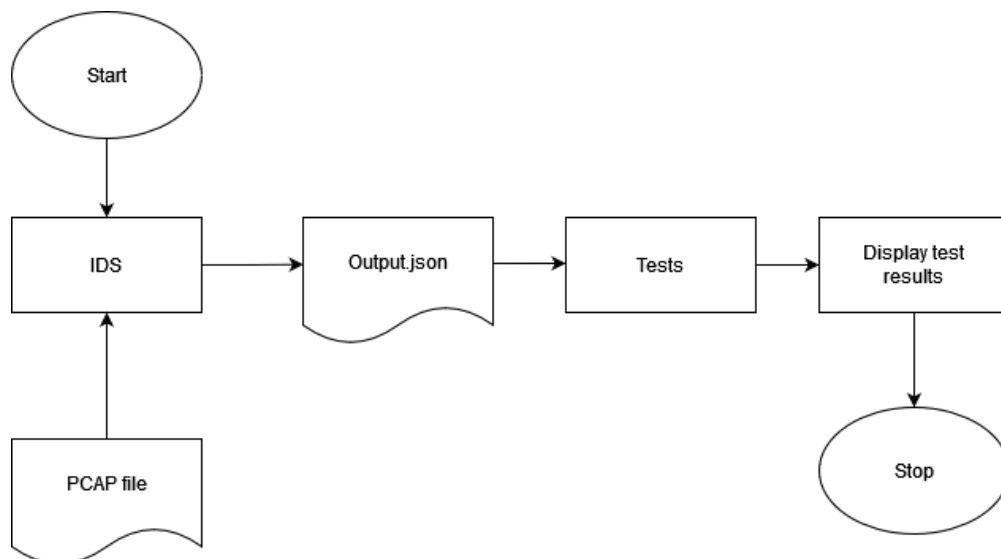 Start
IDS
Output.json
Tests
Display test
results
PCAP file
Stop